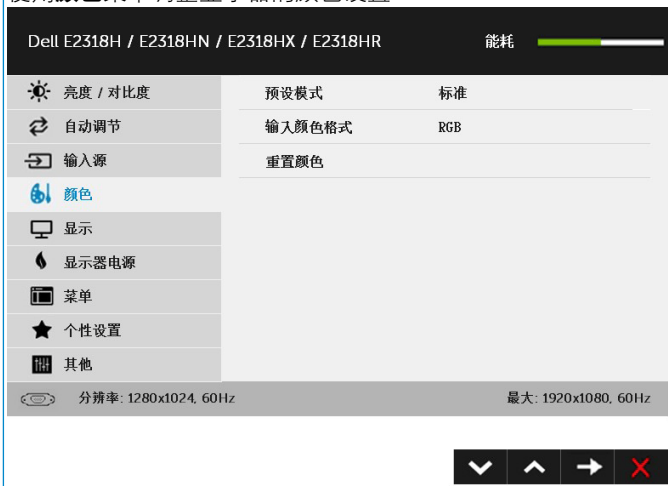 Dell E2318H / E2318HN / E2318HX / E2318HR 能耗
亮度 / 对比度 预设模式 标准
自动调节 输入颜色格式 RGB
输入源 重置颜色
颜色
显示
显示器电源
菜单
个性设置
其他
分辨率: 1280x1024, 60Hz 最大: 1920x1080, 60Hz